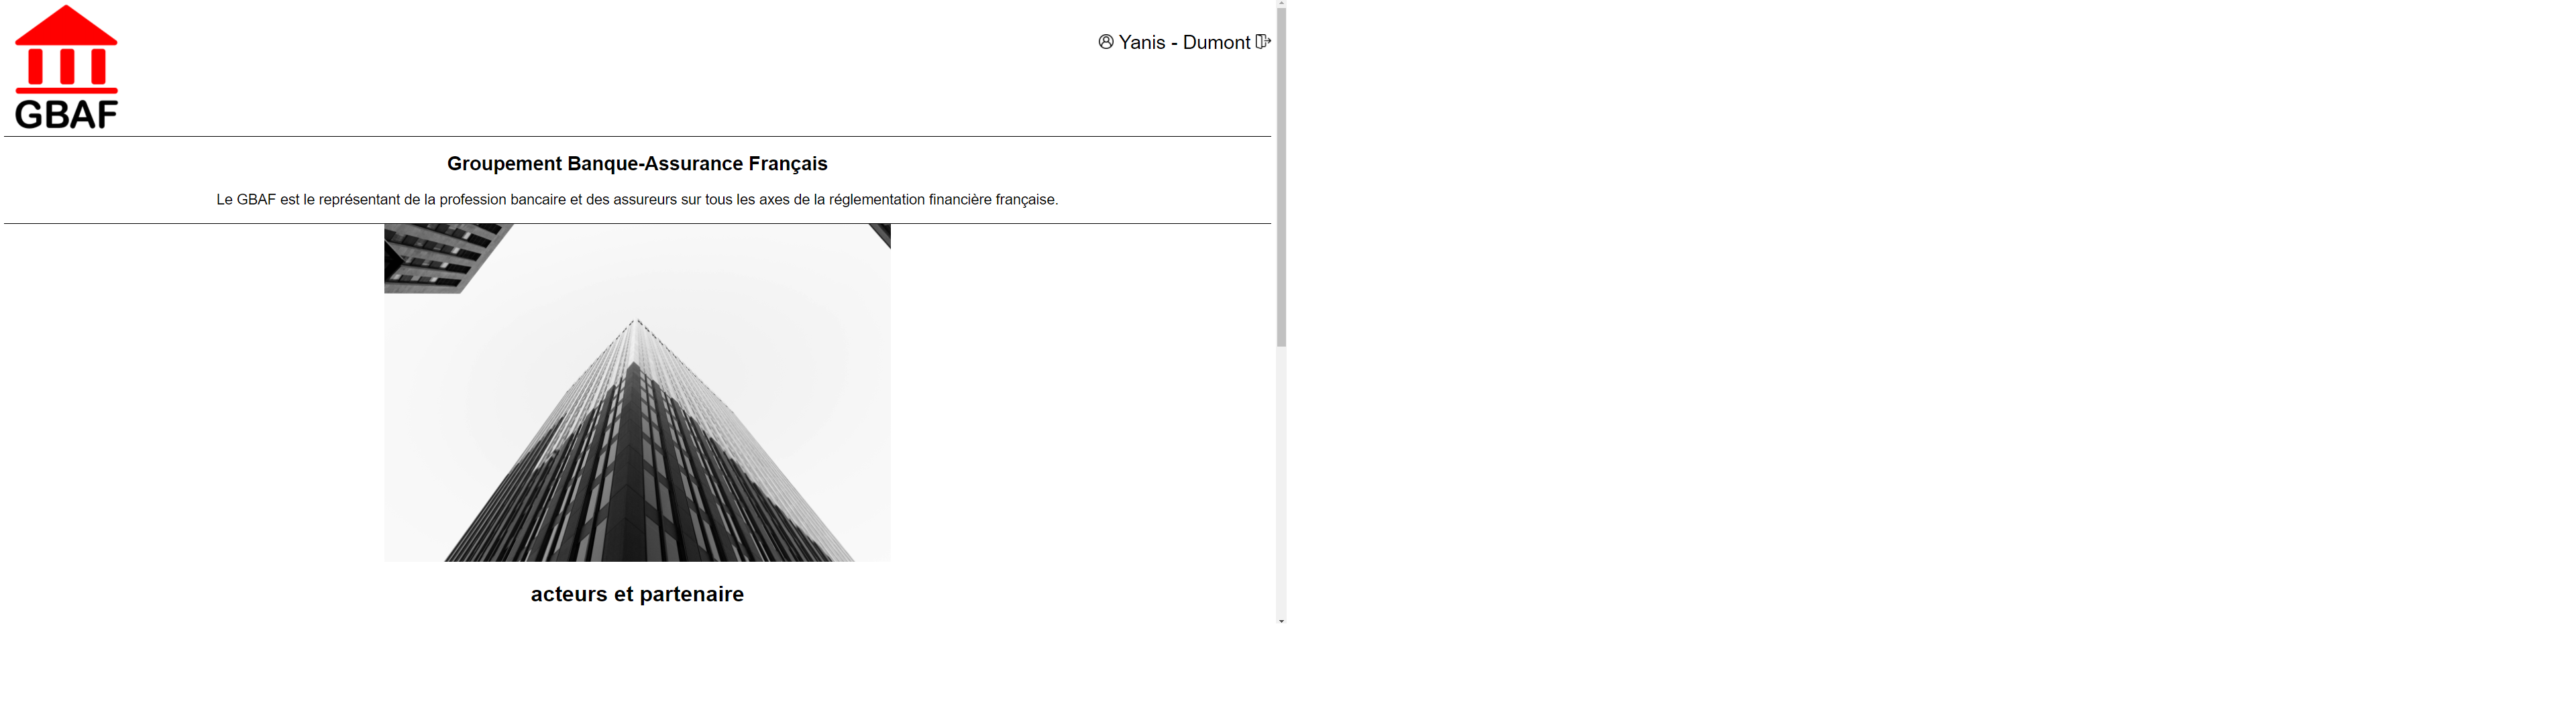 GBAF
Yanis - Dumont
Groupement Banque-Assurance Français
Le GBAF est le représentant de la profession bancaire et des assureurs sur tous les axes de la réglementation financière française.
acteurs et partenaire